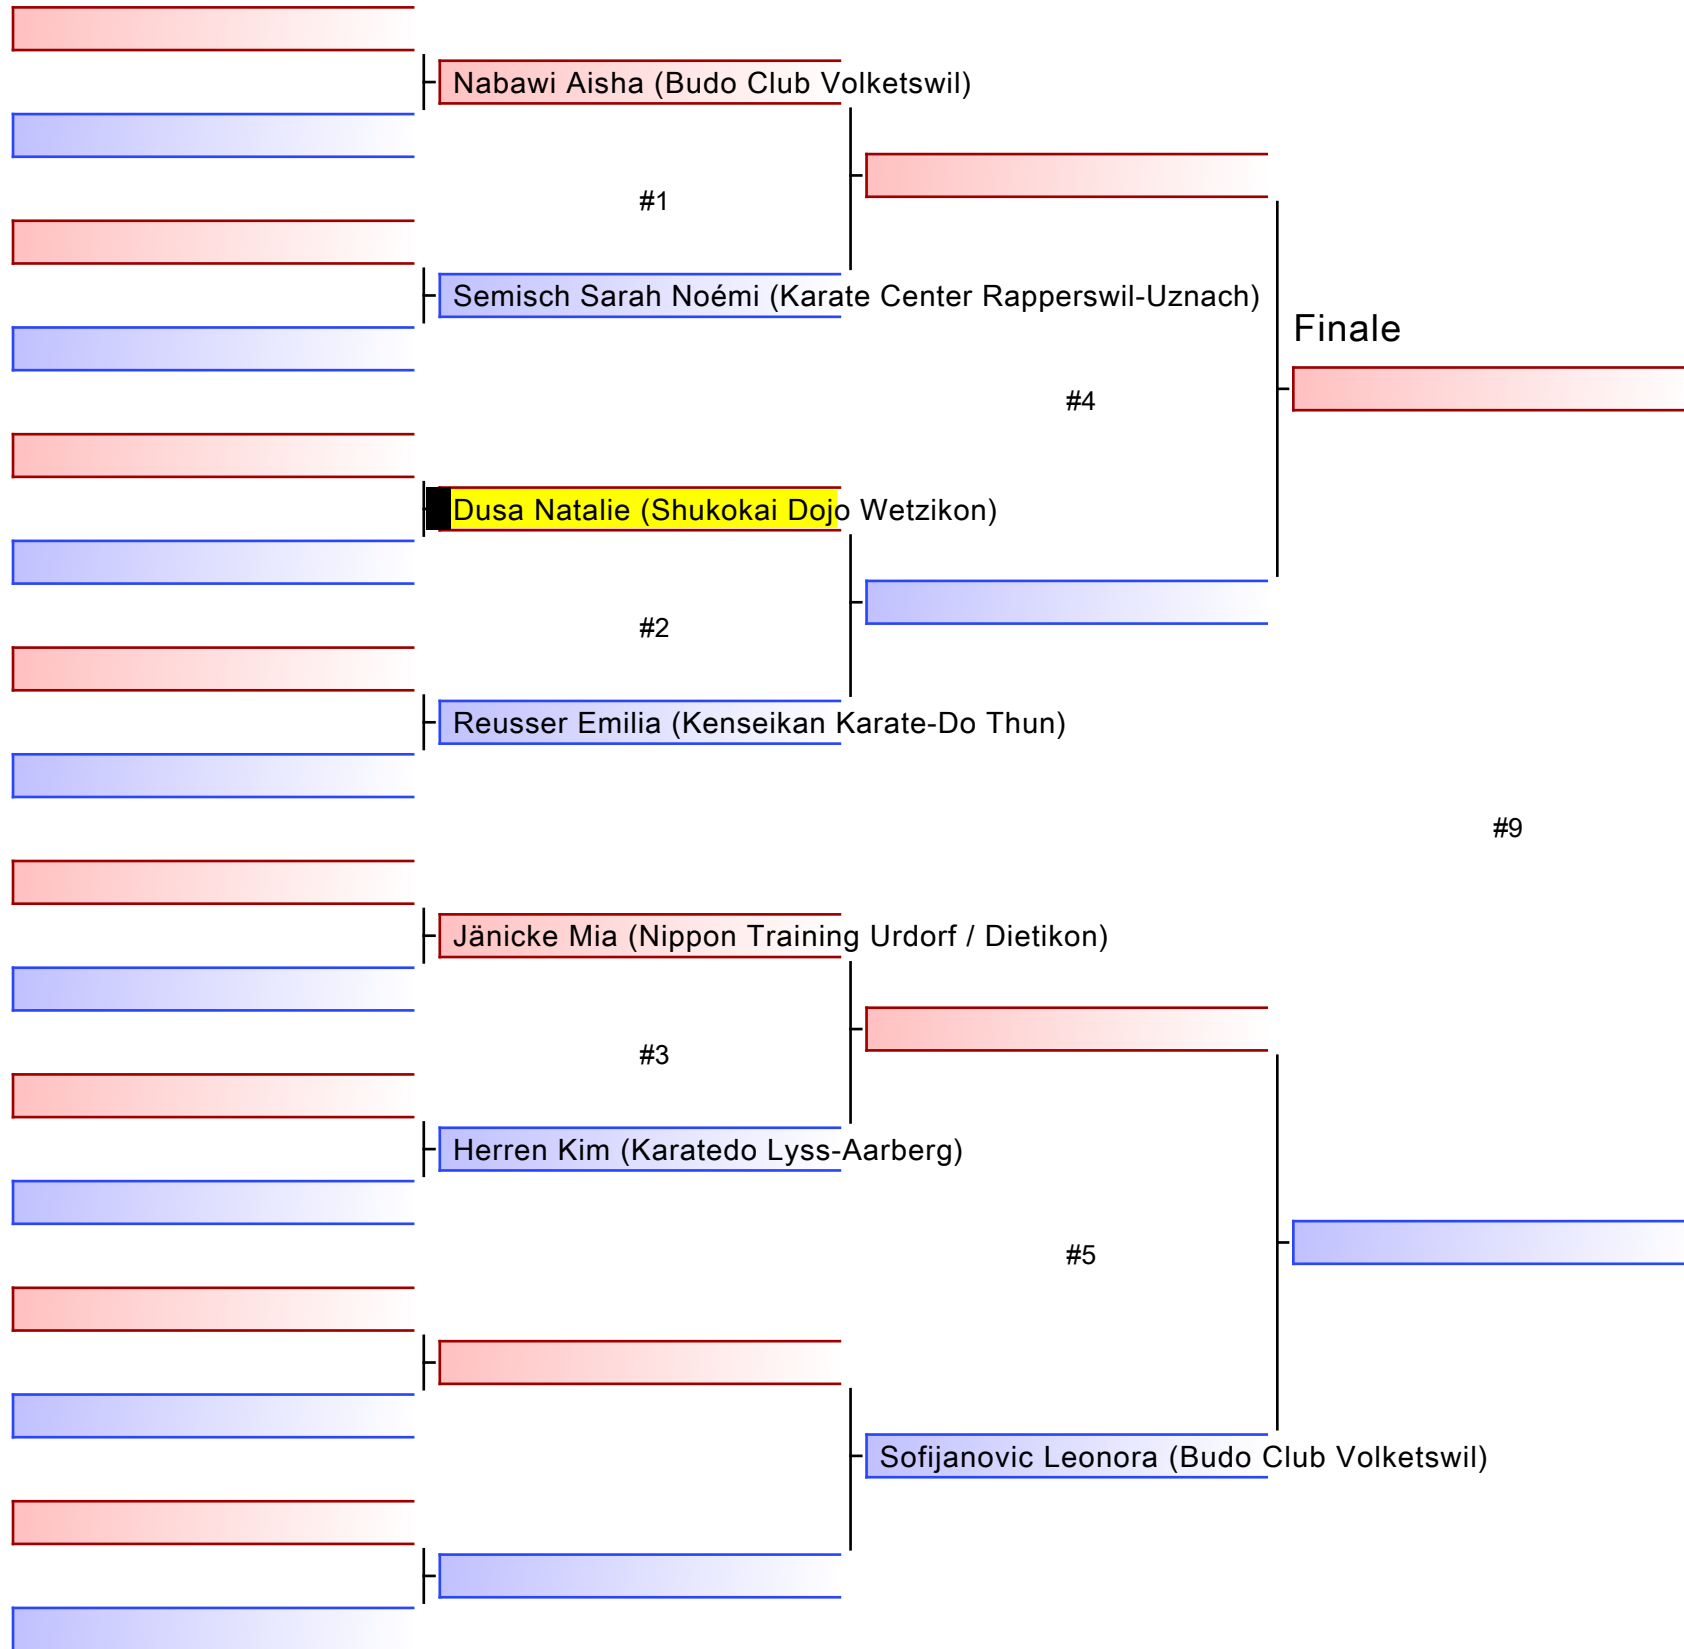 Nabawi Aisha (Budo Club Volketswil)
#1
Semisch Sarah Noémi (Karate Center Rapperswil-Uznach)
Finale
#4
Dusa Natalie (Shukokai Dojo Wetzikon)
#2
Reusser Emilia (Kenseikan Karate-Do Thun)
#9
Jänicke Mia (Nippon Training Urdorf / Dietikon)
#3
Herren Kim (Karatedo Lyss-Aarberg)
#5
Sofijanovic Leonora (Budo Club Volketswil)